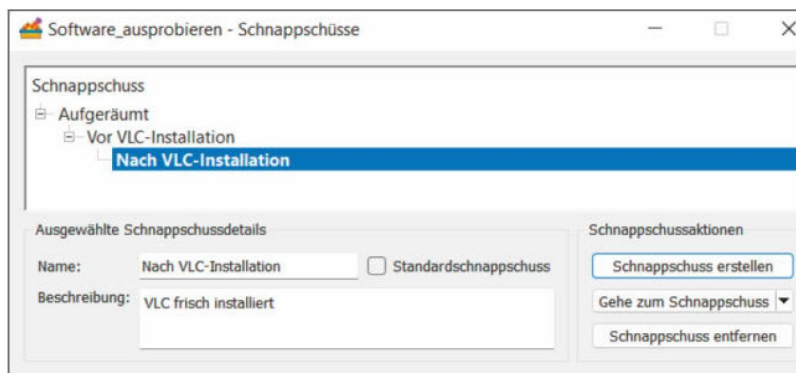 Software_ausprobieren - Schnappschüsse
Schnappschuss
Aufgeräumt
Vor VLC-Installation
Nach VLC-Installation
Ausgewählte Schnappschussdetails
Name: Nach VLC-Installation Standardschnappschuss
Beschreibung: VLC frisch installiert
Schnappschussaktionen
Schnappschuss erstellen
Gehe zum Schnappschuss
Schnappschuss entfernen